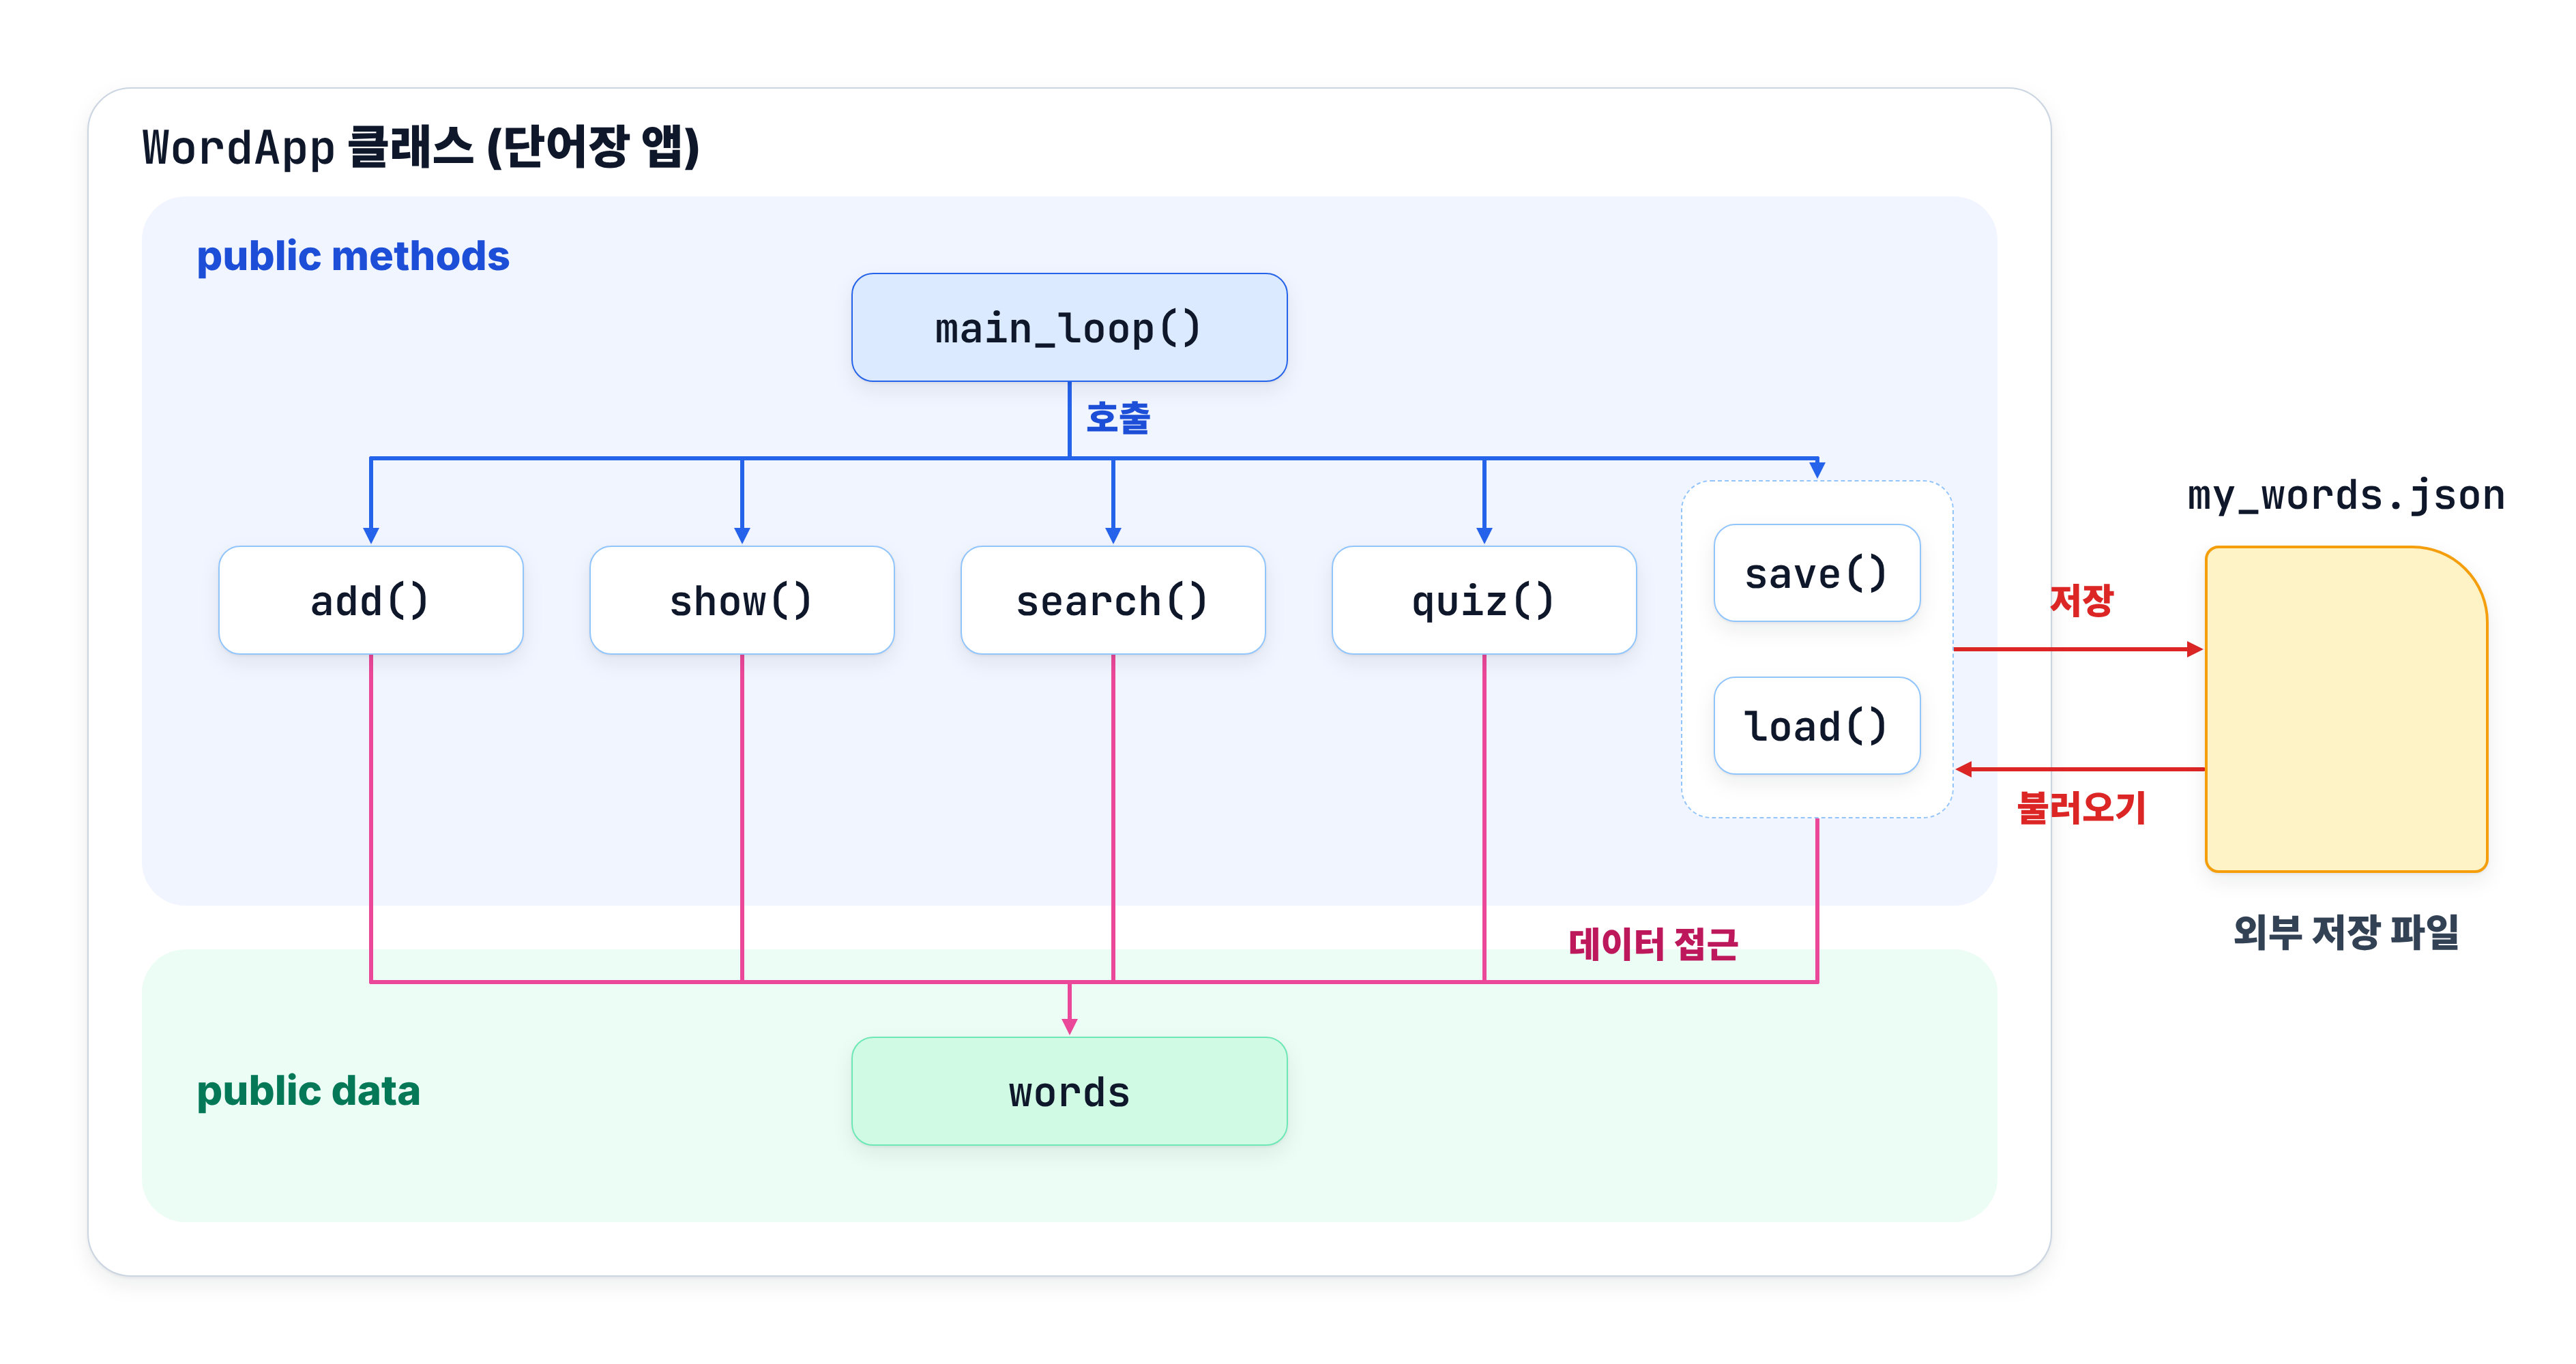 WordApp 클래스 (단어장 앱)
public methods
main_loop()
호출
add()
show()
search()
quiz()
save()
load()
my_words.json
저장
불러오기
외부 저장 파일
데이터 접근
public data
words